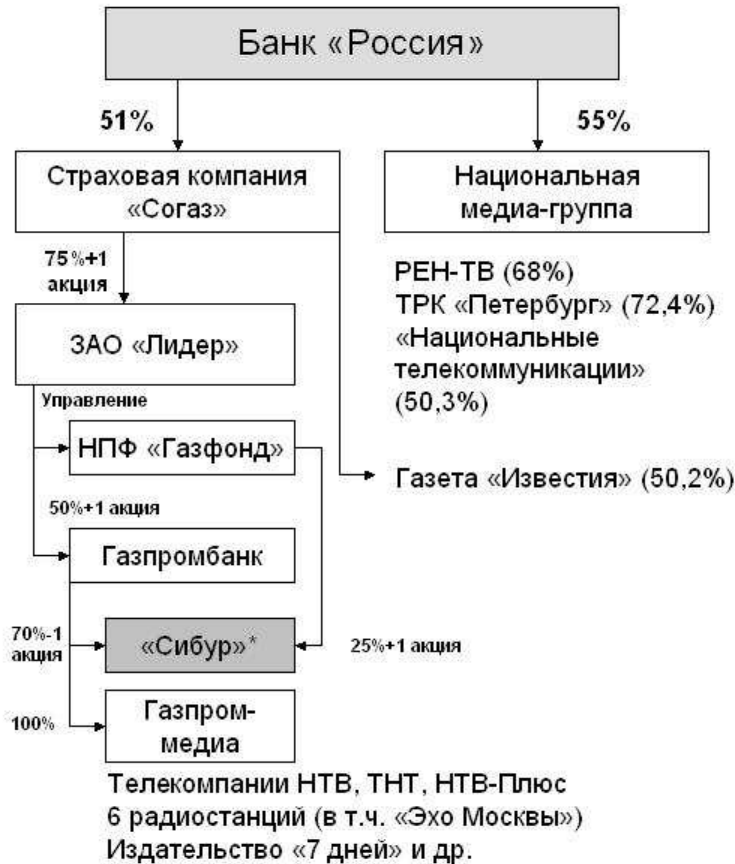 Банк «Россия»
51%
55%
Страховая компания
«Согаз»
Национальная
медиа-группа
75%+1
акция
РЕН-ТВ (68%)
ТРК «Петербург» (72,4%)
«Национальные
телекоммуникации»
(50,3%)
ЗАО «Лидер»
Управление
НПФ «Газфонд»
Газета «Известия» (50,2%)
50%+1 акция
Газпромбанк
70%-1
акция
«Сибур»*
25%+1 акция
100%
Газпром-
медиа
Телекомпании НТВ, ТНТ, НТВ-Плюс
6 радиостанций (в т.ч. «Эхо Москвы»)
Издательство «7 дней» и др.